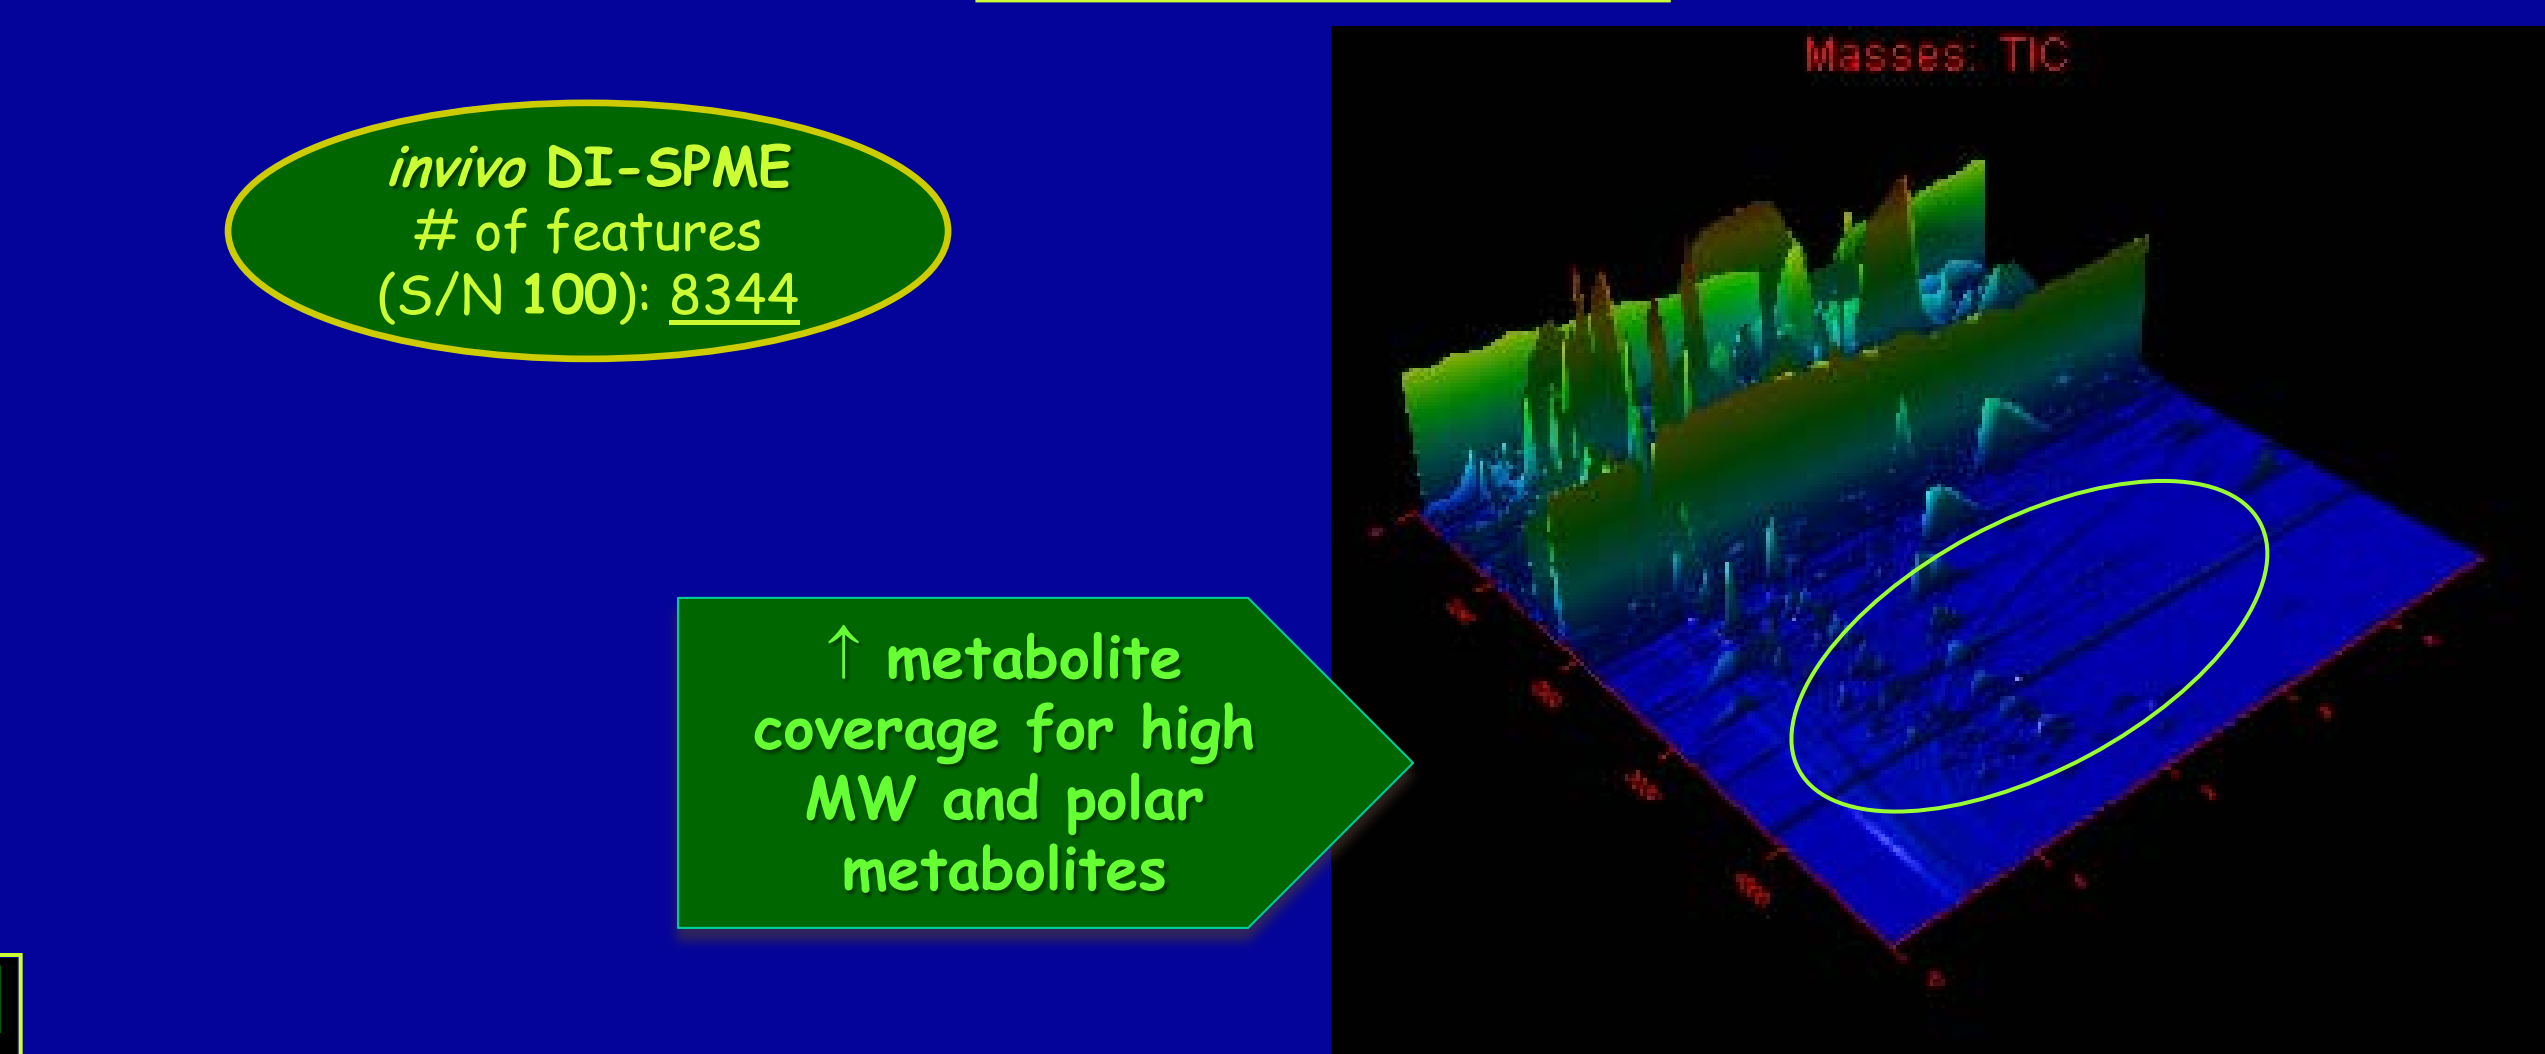 Masses: TIC
invivo DI-SPME
# of features
(S/N 100): 8344
↑ metabolite
coverage for high
MW and polar
metabolites